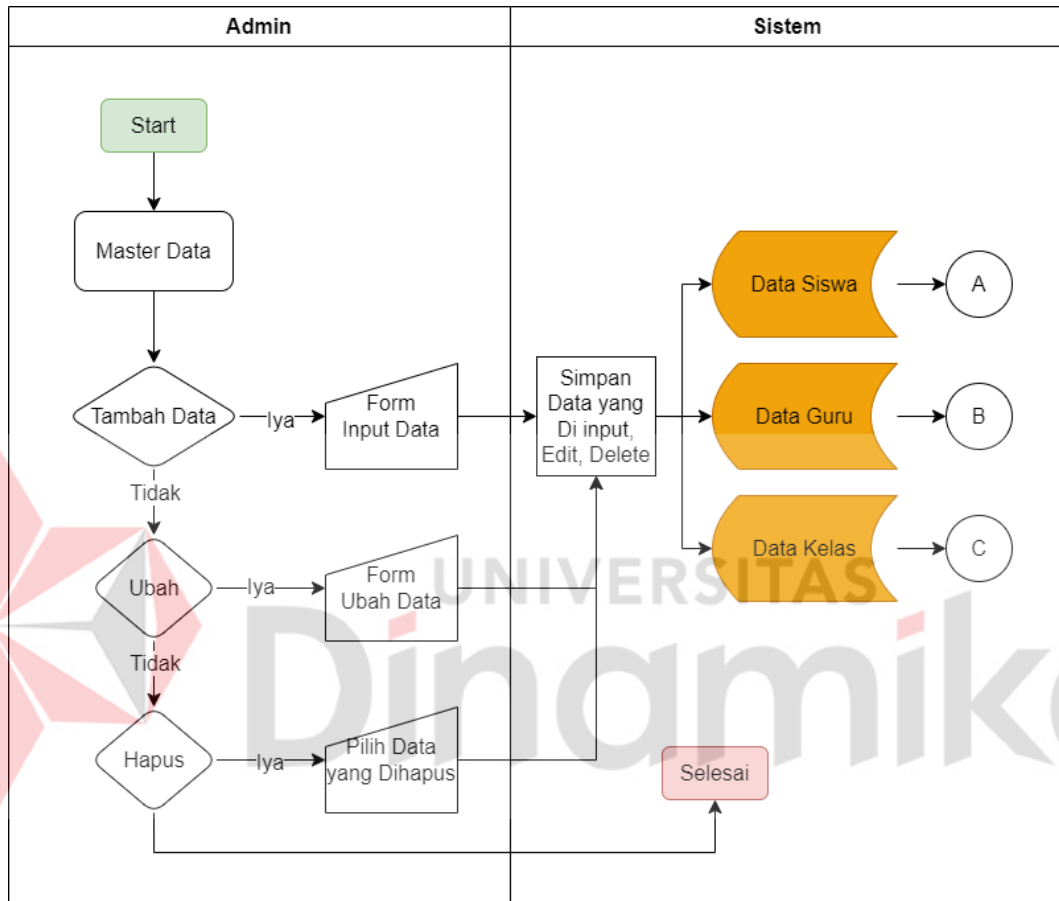 Admin
Sistem
Start
Master Data
Tambah Data
Iya
Form
Input Data
Simpan
Data yang
Di input,
Edit, Delete
Data Siswa
A
Data Guru
B
Data Kelas
C
Tidak
Ubah
Iya
Form
Ubah Data
Tidak
Hapus
Iya
Pilih Data
yang Dihapus
Selesai
UNIVERSITAS
Dinamika